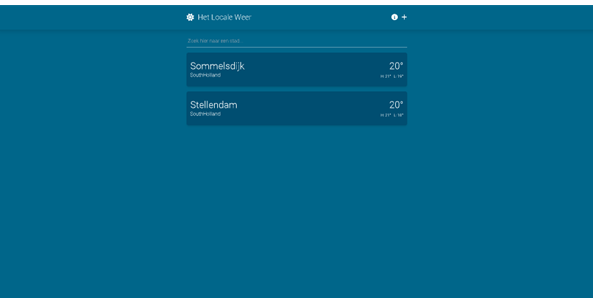 Het Locale Weer
Zoek hier naar een stad
Sommelsdijk
20°
South Holland
H 21° L 19°
Stellendam
20°
South Holland
H 21° L 18°